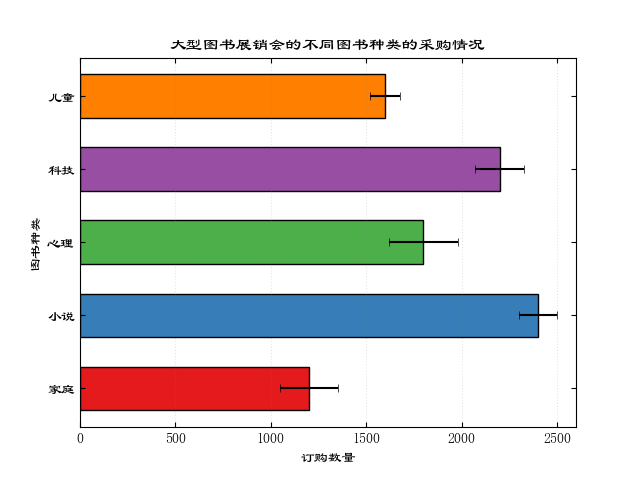 大型图书展销会的不同图书种类的采购情况
儿童
科技
心理
小说
家庭
图书种类
0 500 1000 1500 2000 2500
订购数量